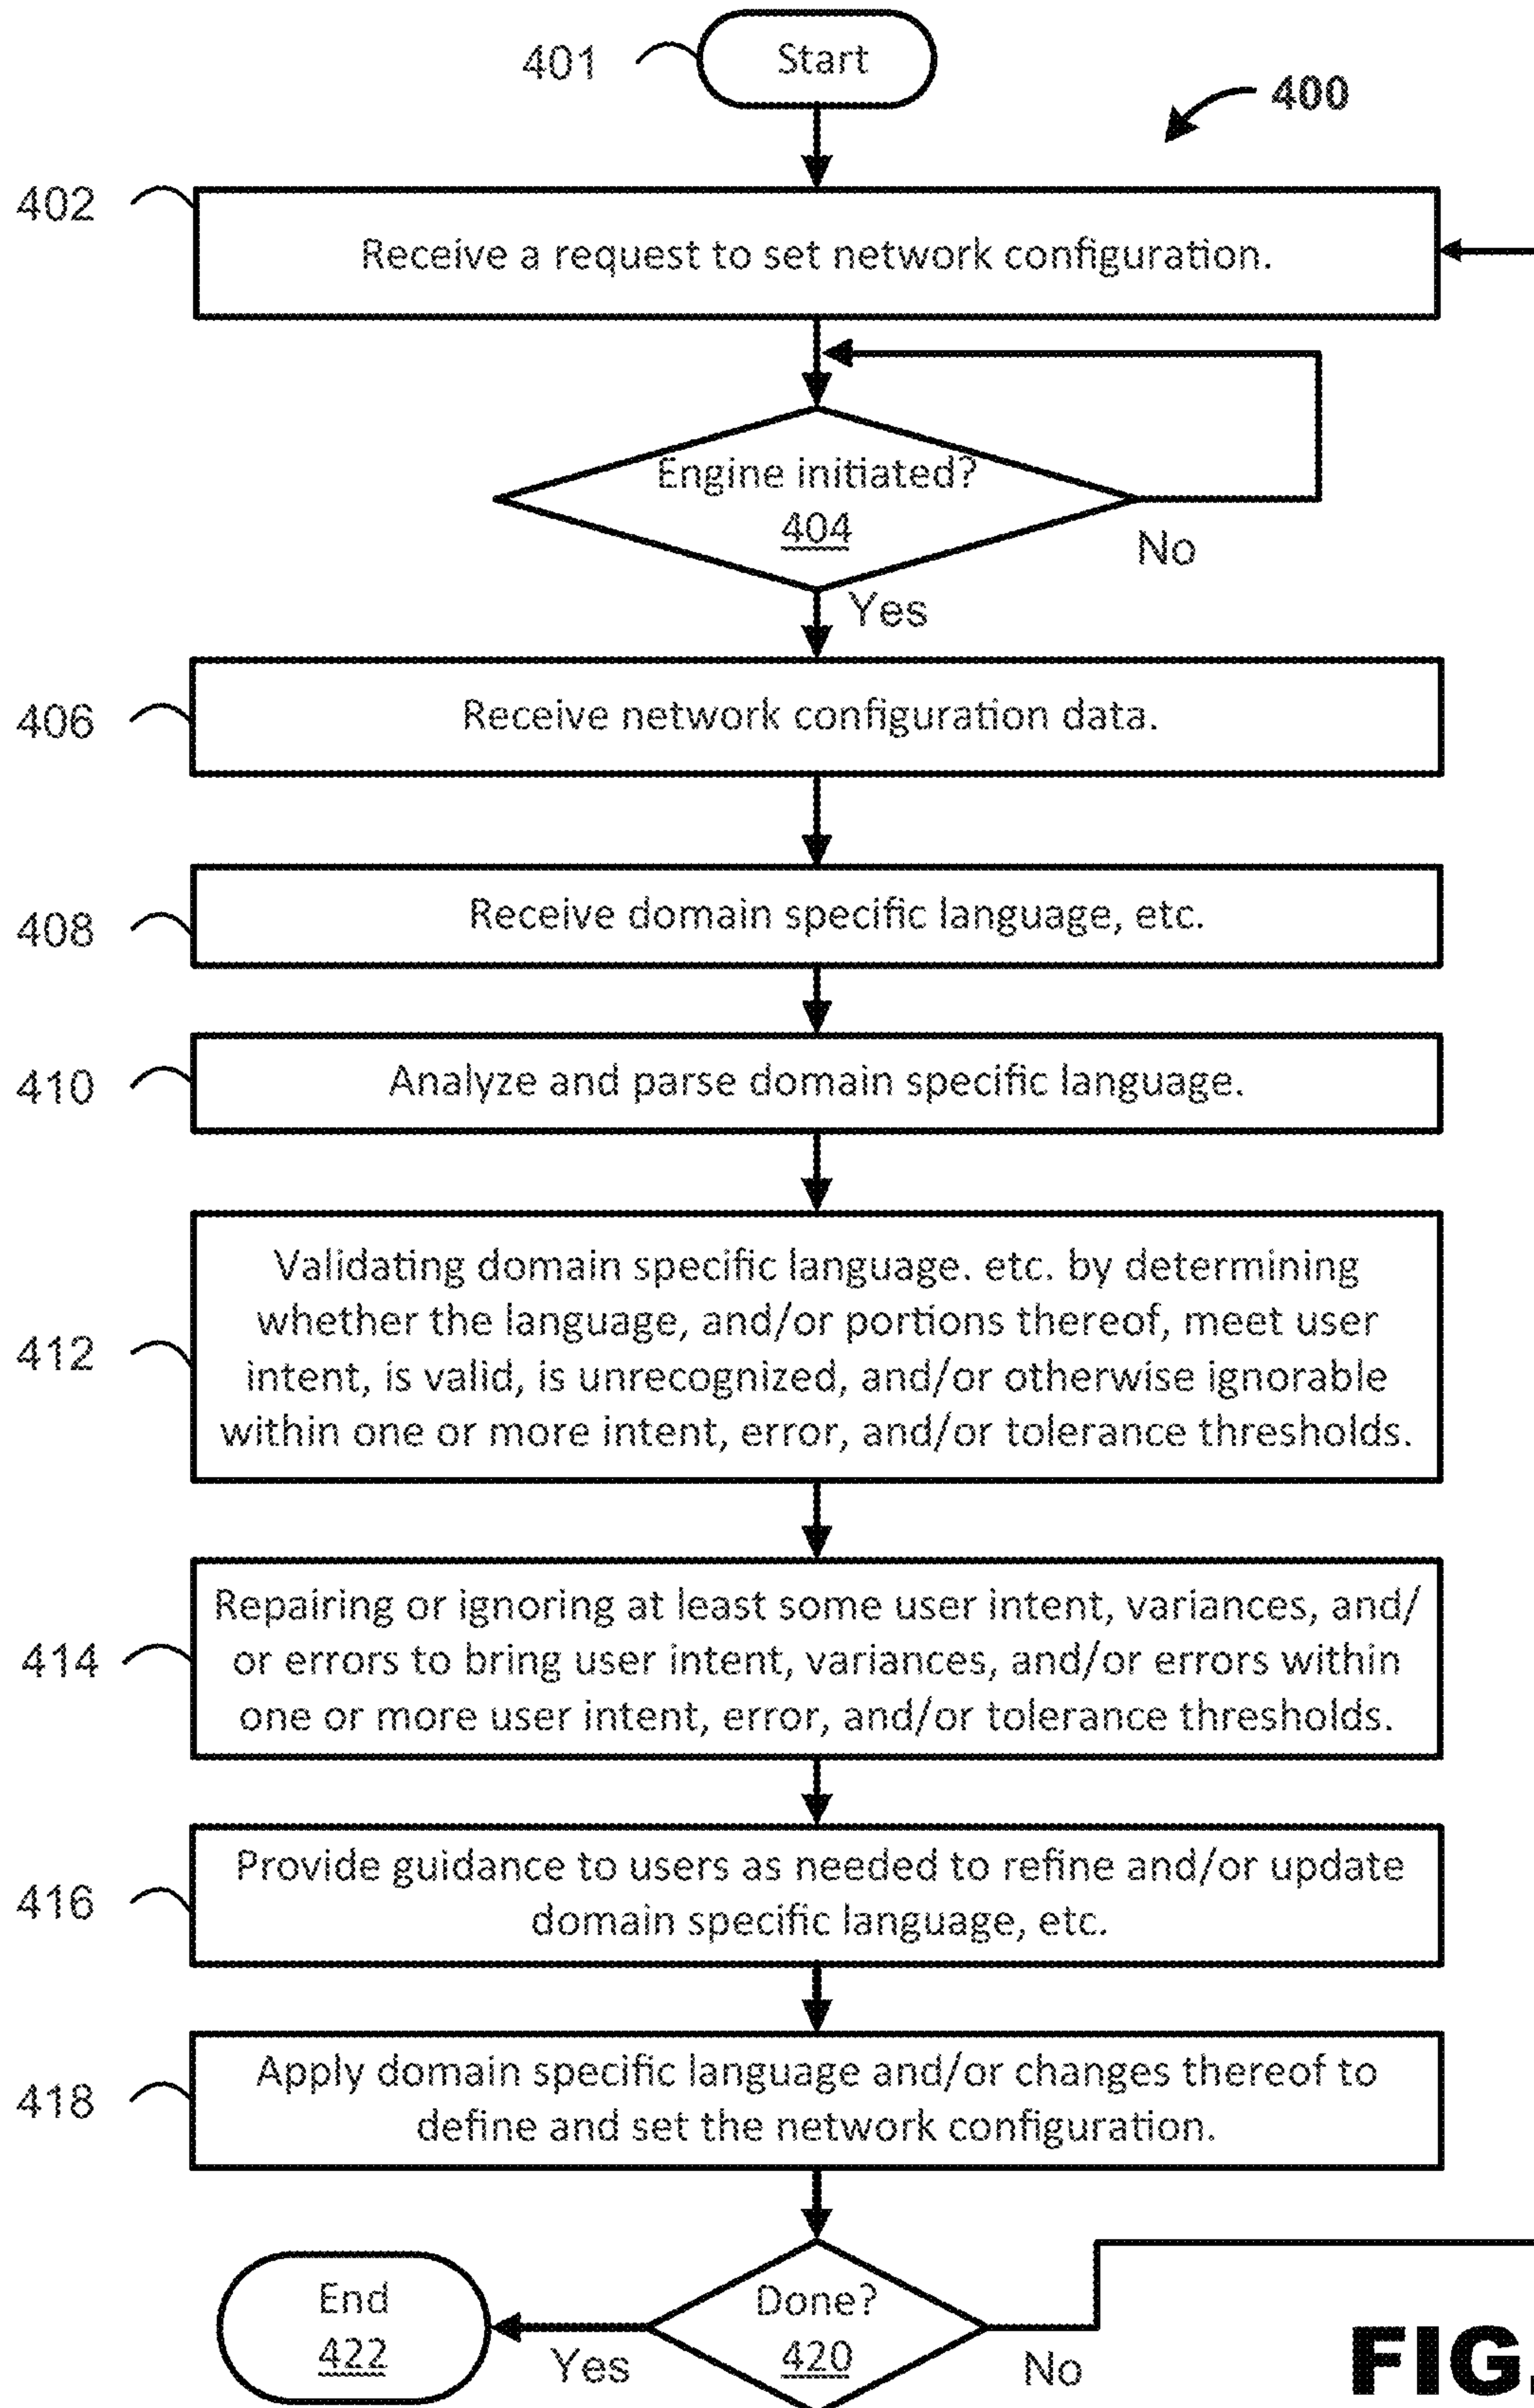 401 Start
400
402
Receive a request to set network configuration.
Engine initiated?
404
No
Yes
406 Receive network configuration data.
408 Receive domain specific language, etc.
410 Analyze and parse domain specific language.
Validating domain specific language. etc. by determining
whether the language, and/or portions thereof, meet user
412
intent, is valid, is unrecognized, and/or otherwise ignorable
within one or more intent, error, and/or tolerance thresholds.
Repairing or ignoring at least some user intent, variances, and/
414 or errors to bring user intent, variances, and/or errors within
one or more user intent, error, and/or tolerance thresholds.
Provide guidance to users as needed to refine and/or update
416
domain specific language, etc.
Apply domain specific language and/or changes thereof to
418
define and set the network configuration.
End
422
Done?
420
Yes
No
FIG.